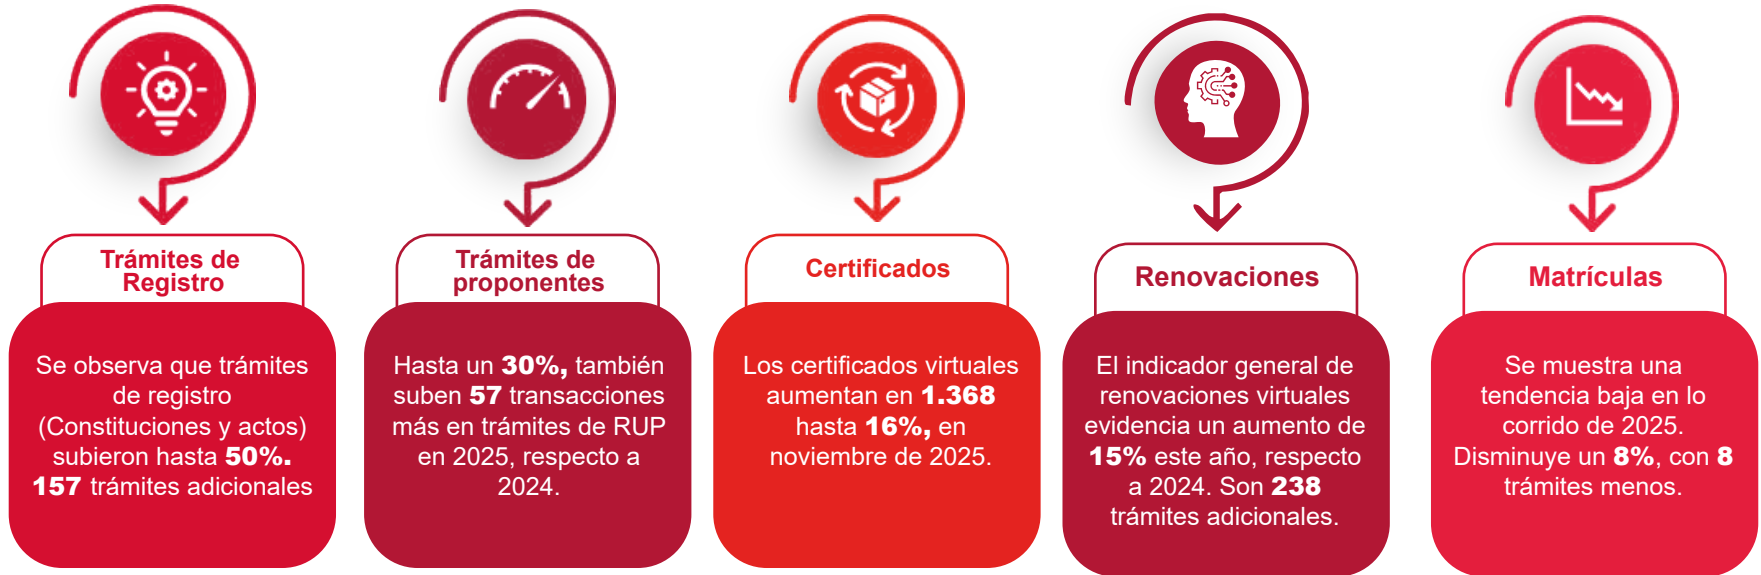 Trámites de
Registro
Se observa que trámites
de registro
(Constituciones y actos)
subieron hasta 50%.
157 trámites adicionales
Trámites de
proponentes
Hasta un 30%, también
suben 57 transacciones
más en trámites de RUP
en 2025, respecto a
2024.
Certificados
Los certificados virtuales
aumentan en 1.368
hasta 16%, en
noviembre de 2025.
Renovaciones
El indicador general de
renovaciones virtuales
evidencia un aumento de
15% este año, respecto
a 2024. Son 238
trámites adicionales.
Matrículas
Se muestra una
tendencia baja en lo
corrido de 2025.
Disminuye un 8%, con 8
trámites menos.